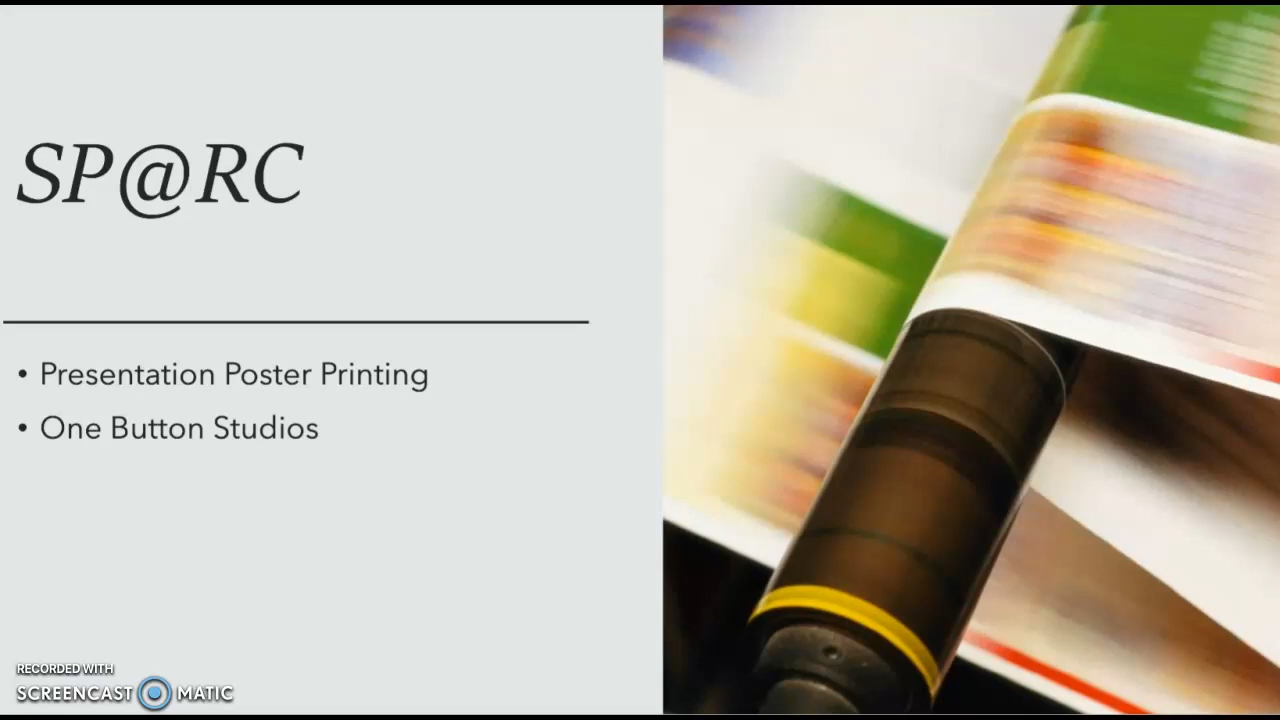 SP@RC
• Presentation Poster Printing
• One Button Studios
RECORDED WITH
SCREENCAST MATIC